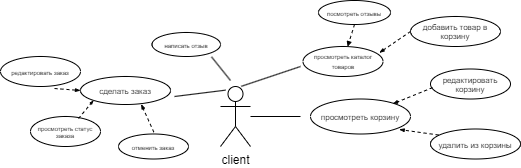 посмотреть отзывы
добавить товар в
корзину
написать отзыв
просмотреть каталог
товаров
редактировать заказ
сделать заказ
редактировать
корзину
просмотреть корзину
просмотреть статус
заказа
отменить заказ
удалить из корзины
client